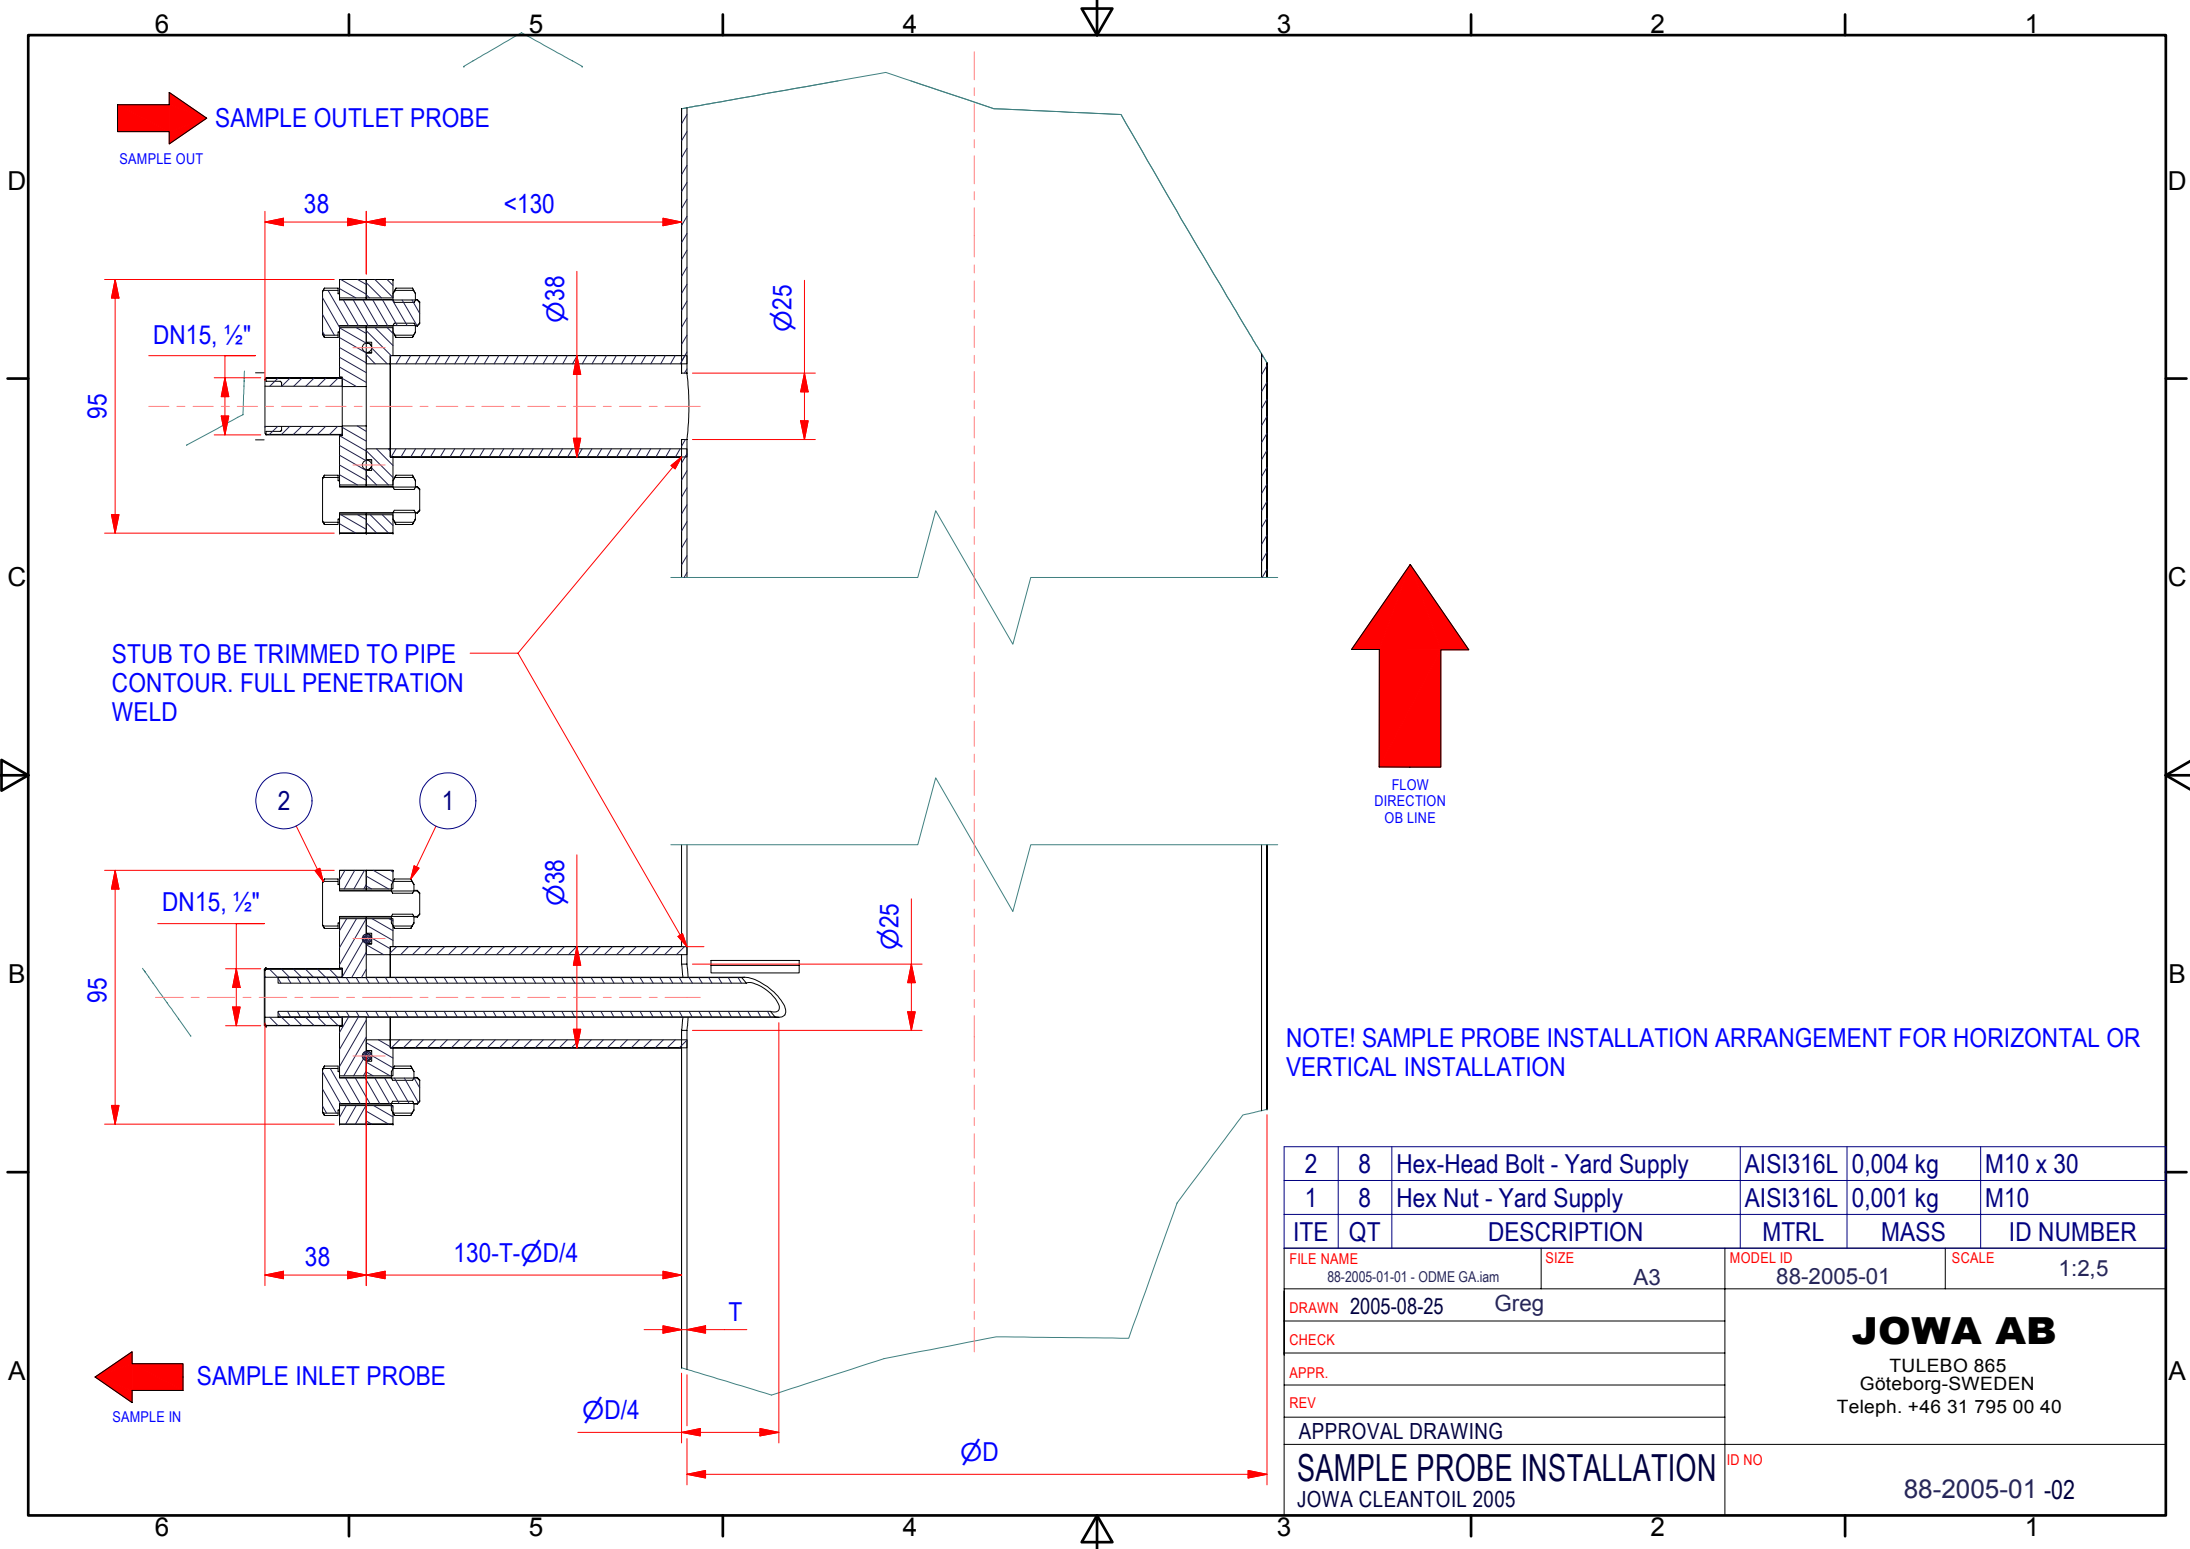 6 5 4 3 2 1
SAMPLE OUTLET PROBE
SAMPLE OUT
D D
38 <130
Ø38
Ø25
DN15, ½"
95
C C
STUB TO BE TRIMMED TO PIPE
CONTOUR. FULL PENETRATION
WELD
FLOW
DIRECTION
OB LINE
2 1
DN15, ½"
Ø38
Ø25
95
B B
NOTE! SAMPLE PROBE INSTALLATION ARRANGEMENT FOR HORIZONTAL OR
VERTICAL INSTALLATION
38 130-T-ØD/4
T
SAMPLE INLET PROBE
SAMPLE IN
A A
ØD/4
ØD
2 8 Hex-Head Bolt - Yard Supply AISI316L 0,004 kg M10 x 30
1 8 Hex Nut - Yard Supply AISI316L 0,001 kg M10
ITE QT DESCRIPTION MTRL MASS ID NUMBER
FILE NAME SIZE MODEL ID SCALE
88-2005-01-01 - ODME GA.iam A3 88-2005-01 1:2,5
DRAWN 2005-08-25 Greg
CHECK
APPR.
REV
JOWA AB
TULEBO 865
Göteborg-SWEDEN
Teleph. +46 31 795 00 40
APPROVAL DRAWING
SAMPLE PROBE INSTALLATION
JOWA CLEANTOIL 2005
ID NO
88-2005-01 -02
6 5 4 3 2 1